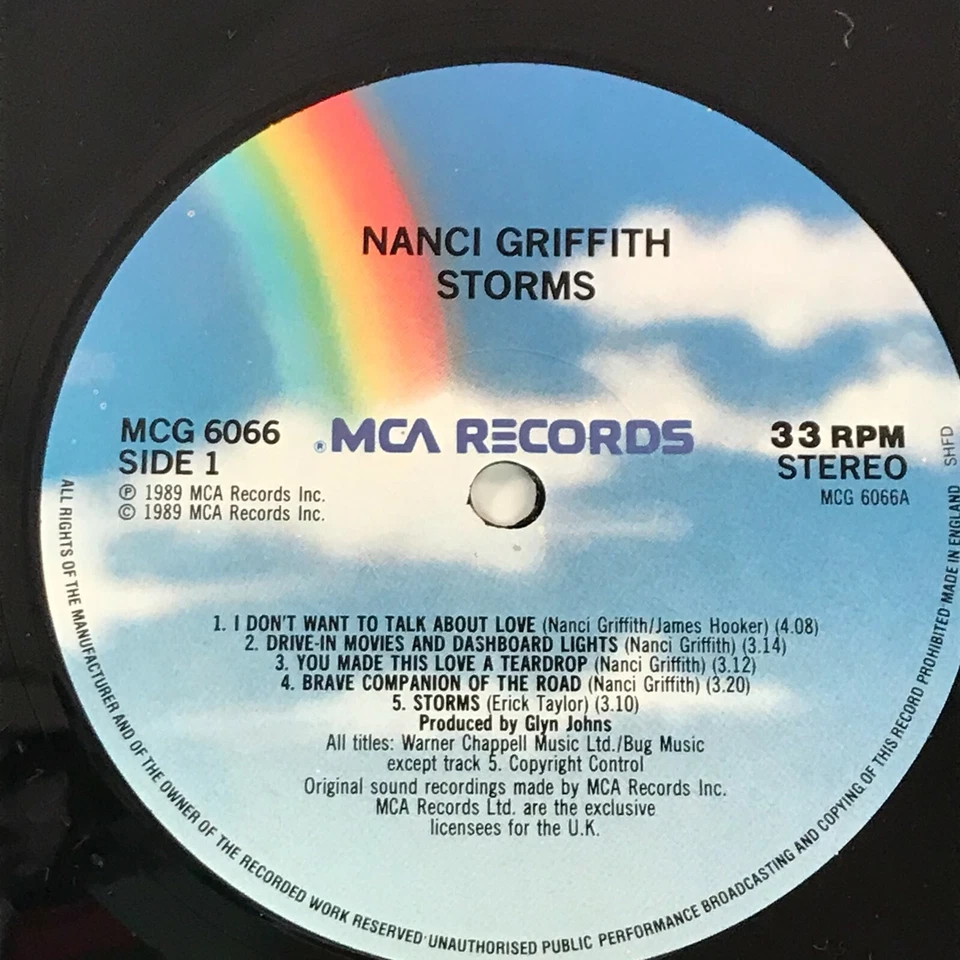 NANCI GRIFFITH
STORMS
MCG 6066
SIDE 1
℗ 1989 MCA Records Inc.
© 1989 MCA Records Inc.
® MCA RECORDS
33 RPM
STEREO
MCG 6066A
SHFD
1. I DON'T WANT TO TALK ABOUT LOVE (Nanci Griffith/James Hooker) (4.08)
2. DRIVE-IN MOVIES AND DASHBOARD LIGHTS (Nanci Griffith) (3.14)
3. YOU MADE THIS LOVE A TEARDROP (Nanci Griffith) (3.12)
4. BRAVE COMPANION OF THE ROAD (Nanci Griffith) (3.20)
5. STORMS (Erick Taylor) (3.10)
Produced by Glyn Johns
All titles: Warner Chappell Music Ltd./Bug Music
except track 5. Copyright Control
Original sound recordings made by MCA Records Inc.
MCA Records Ltd. are the exclusive
licensees for the U.K.
ALL RIGHTS OF THE MANUFACTURER AND OF THE OWNER OF THE RECORDED WORK RESERVED·UNAUTHORISED PUBLIC PERFORMANCE BROADCASTING AND COPYING OF THIS RECORD PROHIBITED·MADE IN ENGLAND